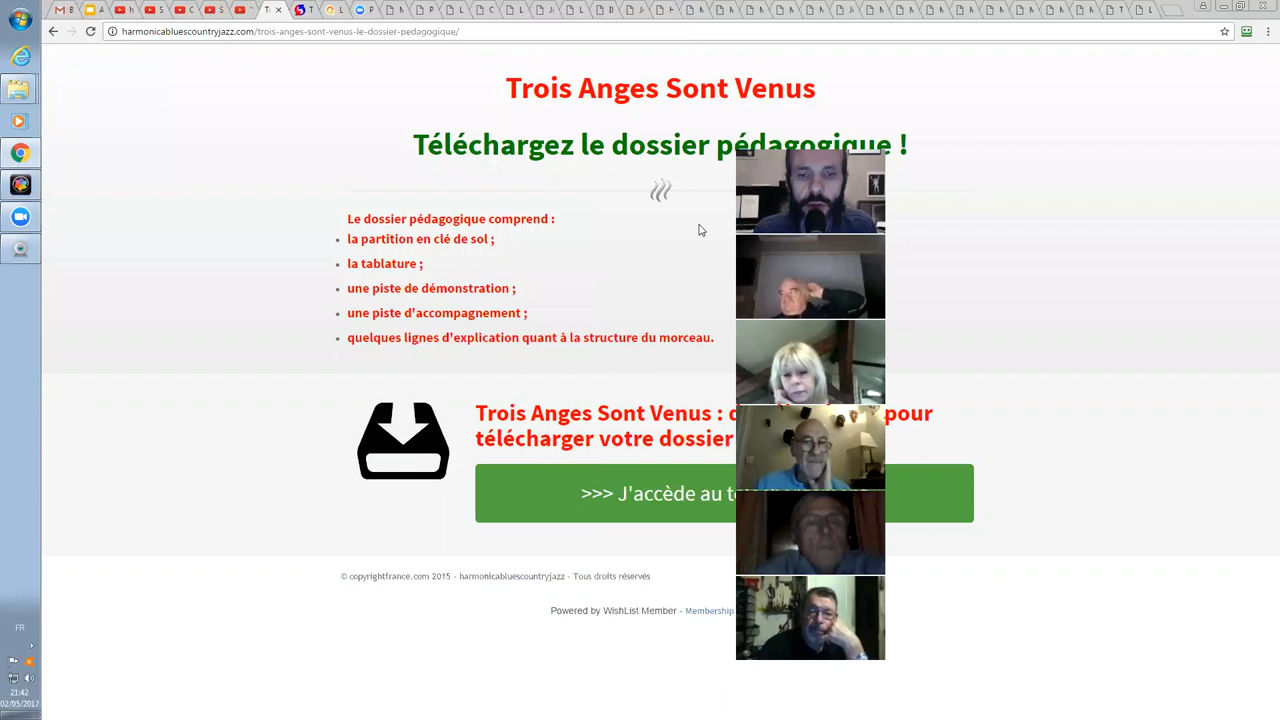 harmonicabluescountryjazz.com/trois-anges-sont-venus-le-dossier-pedagogique/
Trois Anges Sont Venus
Téléchargez le dossier pédagogique !
Le dossier pédagogique comprend :
la partition en clé de sol ;
la tablature ;
une piste de démonstration ;
une piste d'accompagnement ;
quelques lignes d'explication quant à la structure du morceau.
Trois Anges Sont Venus : pour
télécharger votre dossier
>>> J'accède au
© copyrightfrance.com 2015 - harmonicabluescountryjazz - Tous droits réservés
Powered by WishList Member - Membership
FR
21:42
02/05/2017